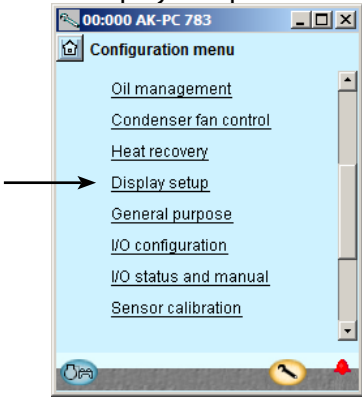 00:000 AK-PC 783
Configuration menu
Oil management
Condenser fan control
Heat recovery
Display setup
General purpose
I/O configuration
I/O status and manual
Sensor calibration